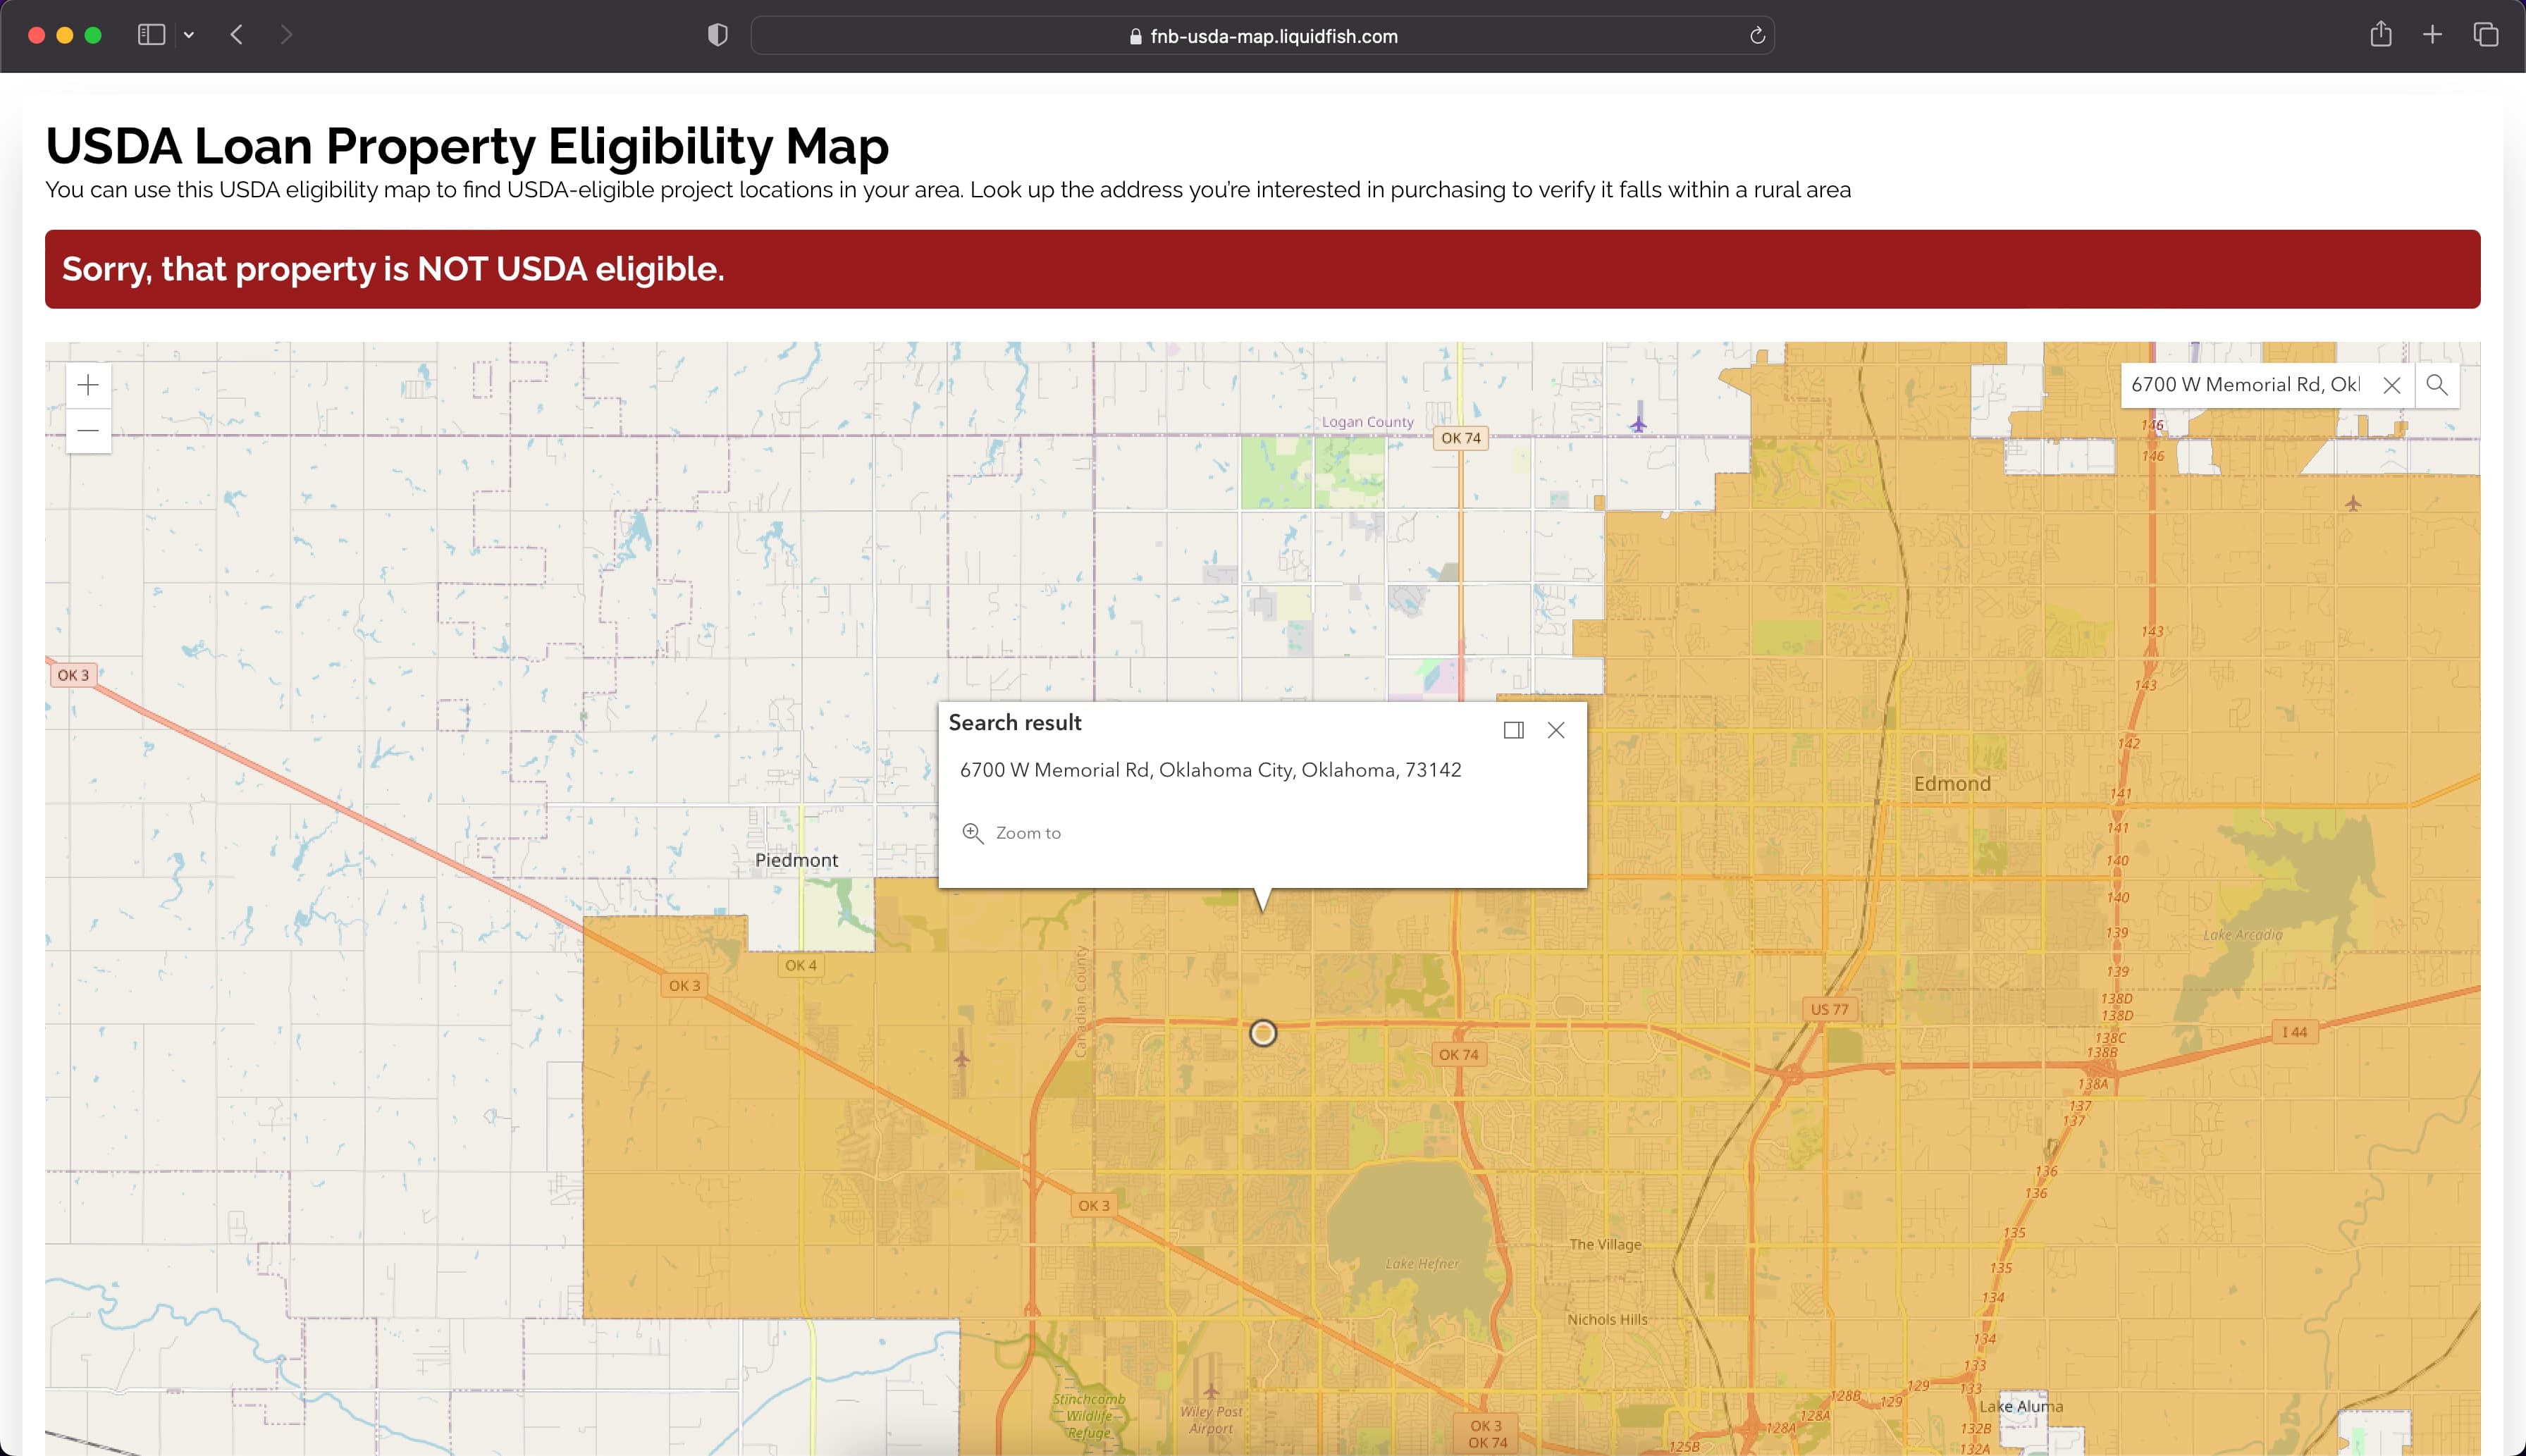 fnb-usda-map.liquidfish.com
USDA Loan Property Eligibility Map
You can use this USDA eligibility map to find USDA-eligible project locations in your area. Look up the address you're interested in purchasing to verify it falls within a rural area
Sorry, that property is NOT USDA eligible.
6700 W Memorial Rd, Okl
Logan County
OK 74
146
146
143
OK 3
143
Search result
6700 W Memorial Rd, Oklahoma City, Oklahoma, 73142
Zoom to
142
Edmond
141
141
Piedmont
140
140
Lake Arcadia
139
139
OK 4
OK 3
Canadian County
138D
138D
US 77
I 44
138C
138B
OK 74
138A
137
137
136
136
OK 3
135
The Village
Lake Hefner
135
134
Nichols Hills
134
133
133
129
129
128B
128A
128A
Stinchcomb
Wildlife
Refuge
Wiley Post
Airport
Lake Aluma
OK 3
OK 74
132B
132A
125B